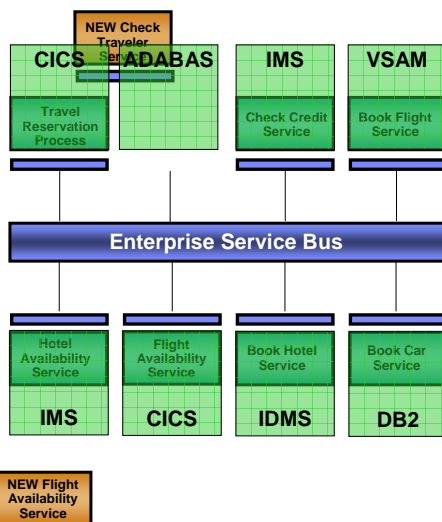 NEW Check
Traveler
Service
CICS
ADABAS
IMS
VSAM
Travel
Reservation
Process
Check Credit
Service
Book Flight
Service
Enterprise Service Bus
Hotel
Availability
Service
Flight
Availability
Service
Book Hotel
Service
Book Car
Service
IMS
CICS
IDMS
DB2
NEW Flight
Availability
Service